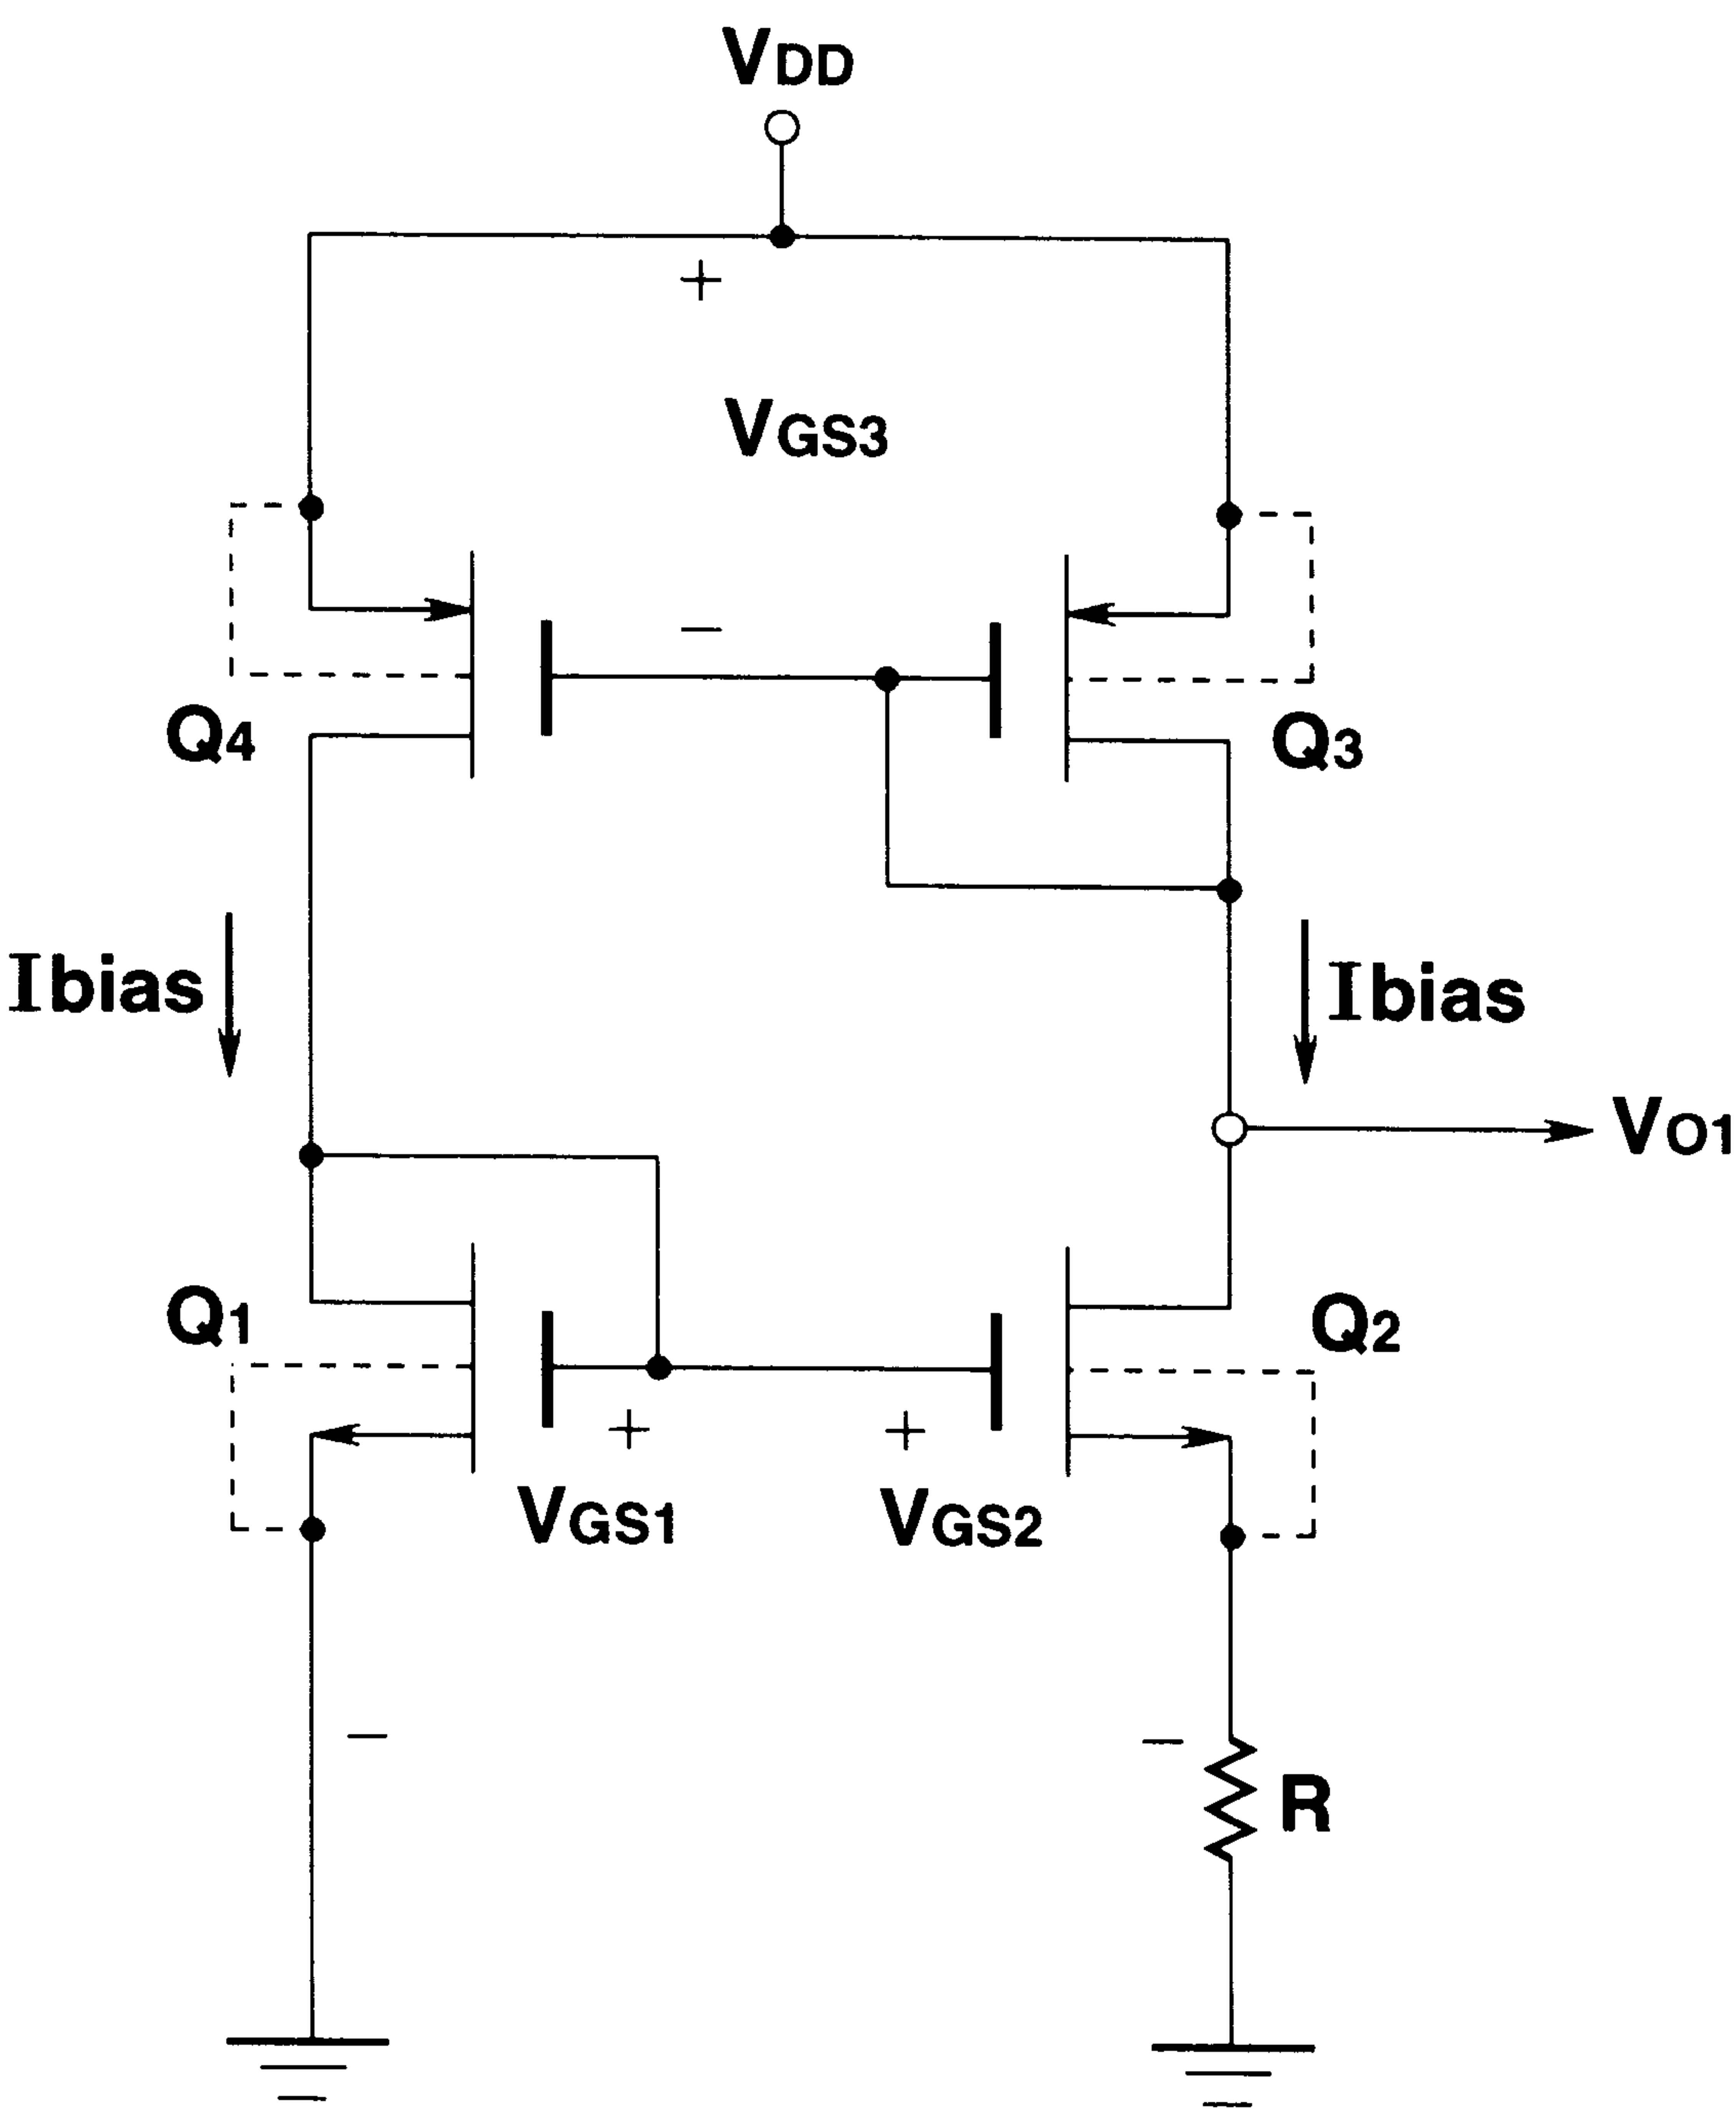 VDD
+
VGS3
−
Q4
Q3
Ibias
Ibias
VO1
Q1
Q2
+
+
VGS1
VGS2
−
−
R